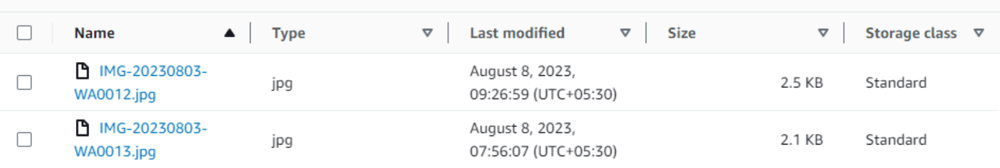 Name Type Last modified Size Storage class
IMG-20230803-
WA0012.jpg
jpg
August 8, 2023,
09:26:59 (UTC+05:30)
2.5 KB
Standard
IMG-20230803-
WA0013.jpg
jpg
August 8, 2023,
07:56:07 (UTC+05:30)
2.1 KB
Standard